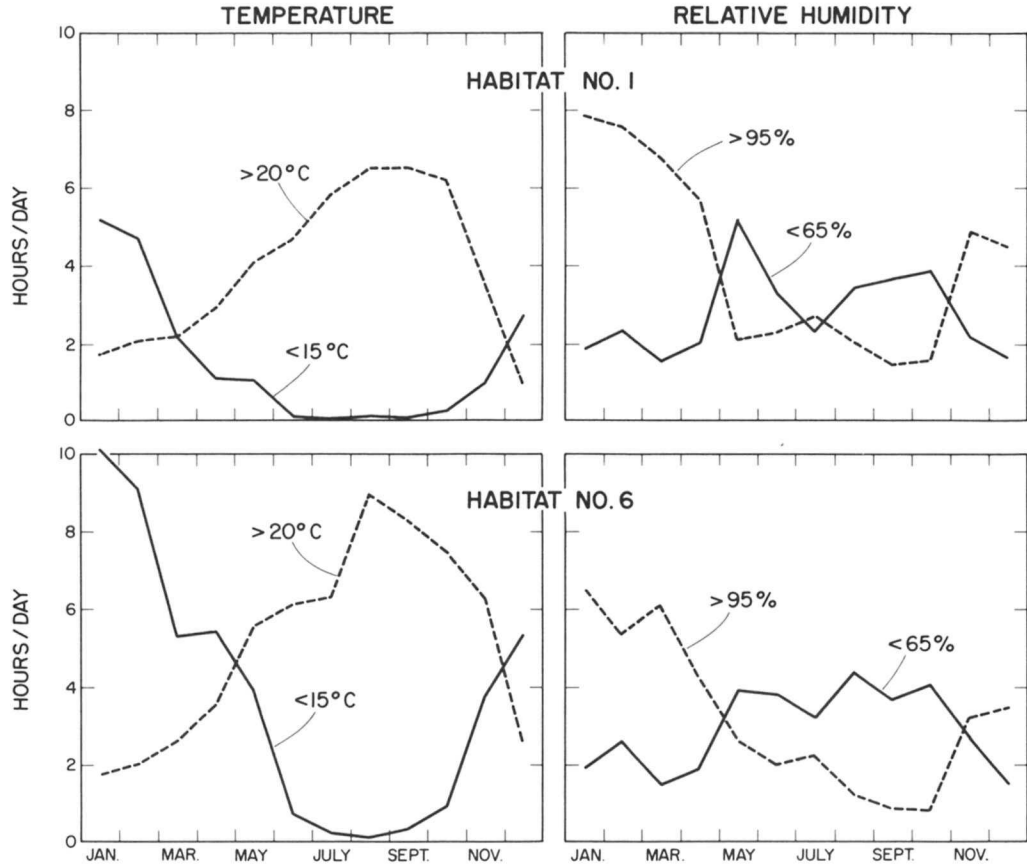 TEMPERATURE RELATIVE HUMIDITY
HABITAT NO. 1
10
8
6
4
2
0
HOURS / DAY
>20°C
<15°C
>95%
<65%
HABITAT NO. 6
10
8
6
4
2
0
HOURS / DAY
>20°C
<15°C
>95%
<65%
JAN. MAR. MAY JULY SEPT. NOV. JAN. MAR. MAY JULY SEPT. NOV.